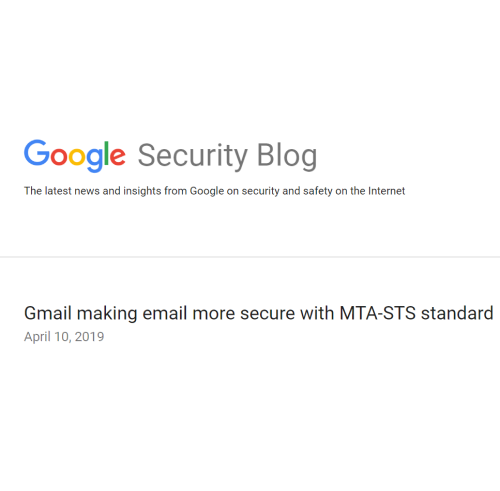 Google Security Blog
The latest news and insights from Google on security and safety on the Internet
Gmail making email more secure with MTA-STS standard
April 10, 2019